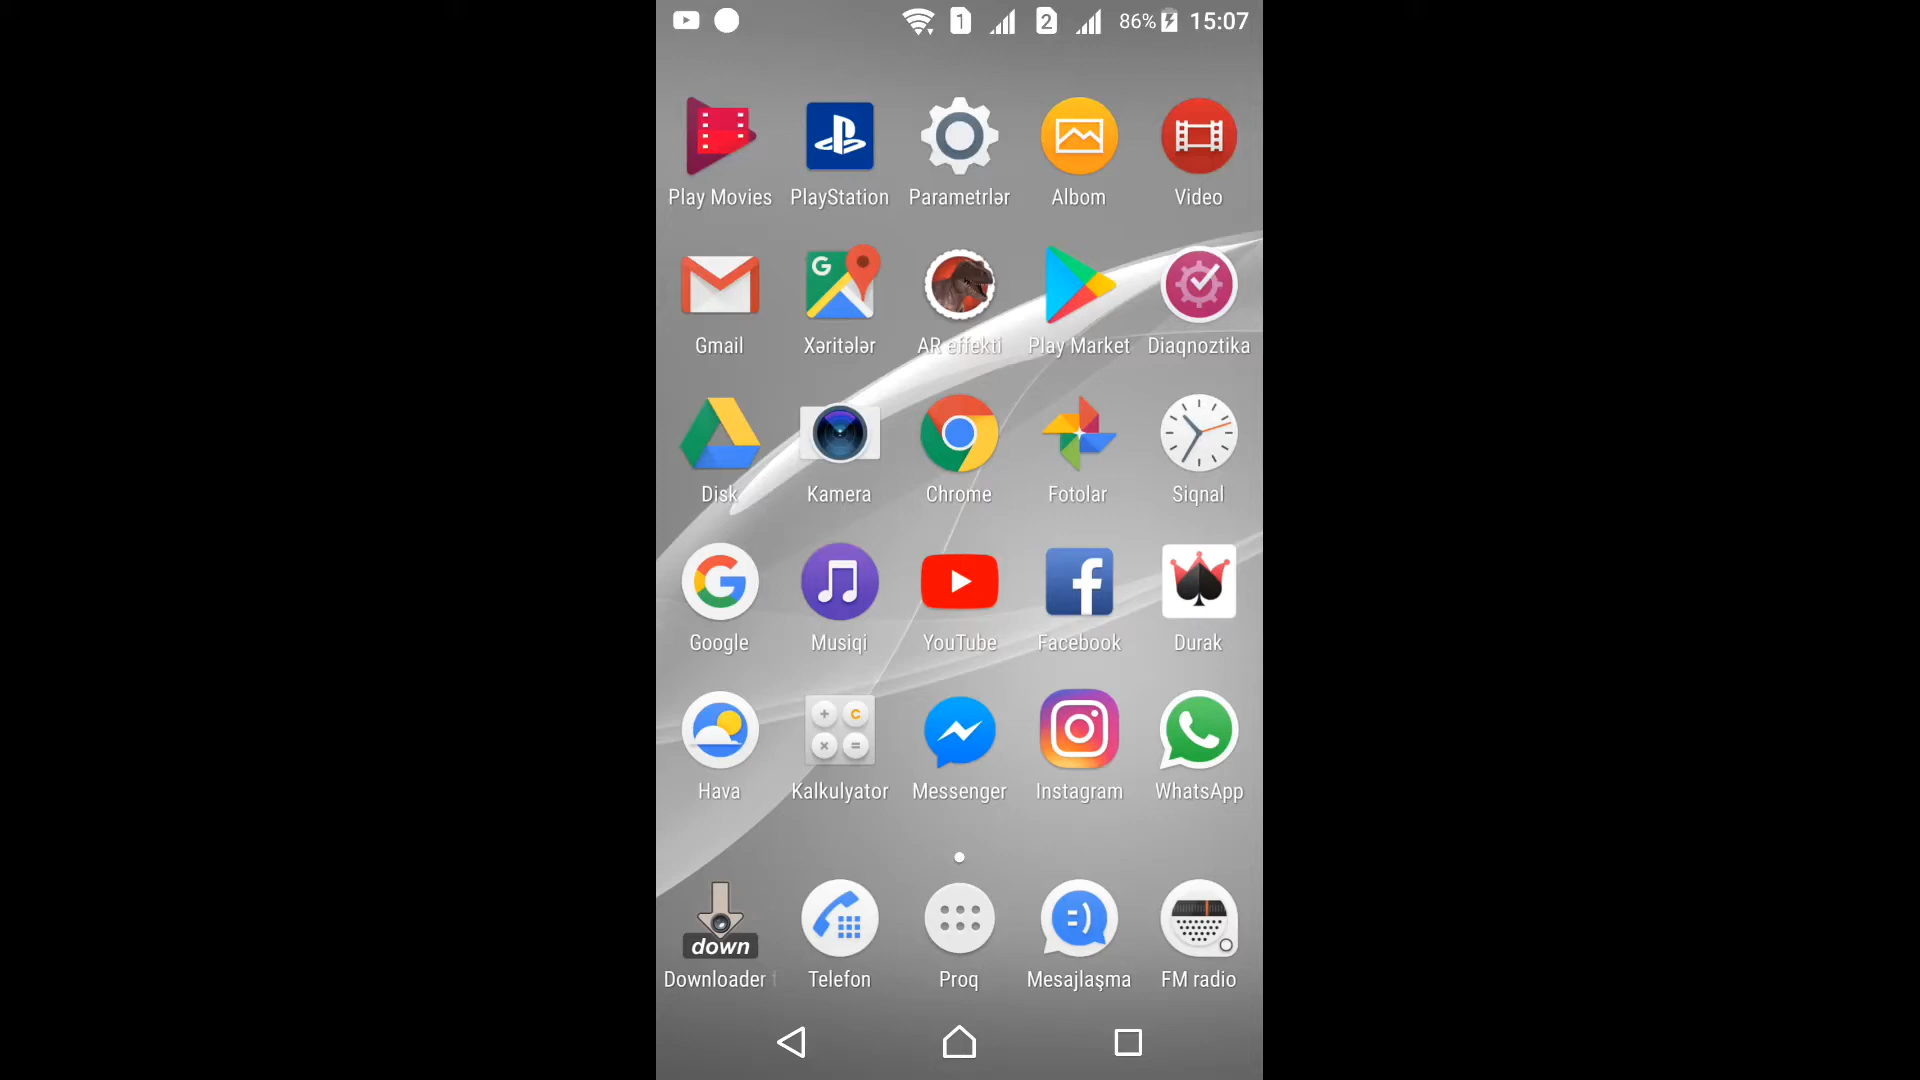 1 2 86% 15:07
Play Movies PlayStation Parametrlər Albom Video
G
Gmail Xəritələr AR effekti Play Market Diaqnoztika
Disk Kamera Chrome Fotolar Siqnal
Google Musiqi YouTube Facebook Durak
+ C
× =
Hava Kalkulyator Messenger Instagram WhatsApp
down
Downloader f Telefon Proq Mesajlaşma FM radio